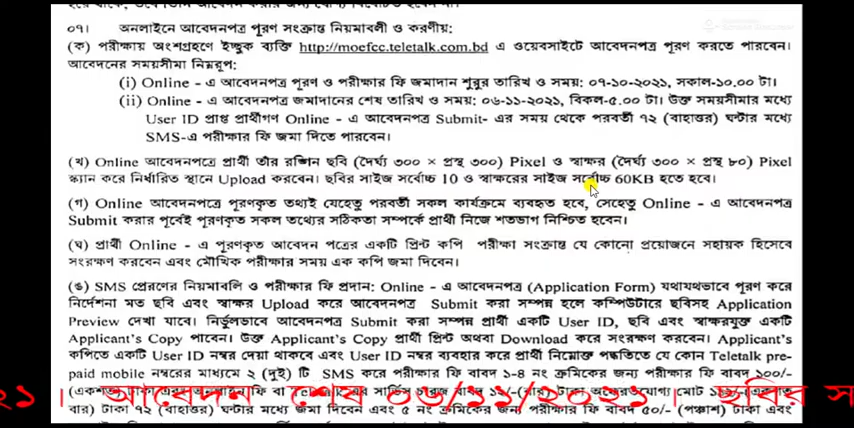 ০৭। অনলাইনে আবেদনপত্র পূরণ সংক্রান্ত নিয়মাবলী ও করণীয়:
(ক) পরীক্ষায় অংশগ্রহণে ইচ্ছুক ব্যক্তি http://moefcc.teletalk.com.bd এ ওয়েবসাইটে আবেদনপত্র পূরণ করতে পারবেন।
আবেদনের সময়সীমা নিম্নরূপ:
(i) Online - এ আবেদনপত্র পূরণ ও পরীক্ষার ফি জমাদান শুরুর তারিখ ও সময়: ০৭-১০-২০২১, সকাল-১০.০০ টা।
(ii) Online - এ আবেদনপত্র জমাদানের শেষ তারিখ ও সময়: ০৬-১১-২০২১, বিকল-৫.০০ টা। উক্ত সময়সীমার মধ্যে
User ID প্রাপ্ত প্রার্থীগণ Online - এ আবেদনপত্র Submit- এর সময় থেকে পরবর্তী ৭২ (বাহাত্তর) ঘন্টার মধ্যে
SMS-এ পরীক্ষার ফি জমা দিতে পারবেন।
(খ) Online আবেদনপত্রে প্রার্থী তাঁর রঙ্গিন ছবি (দৈর্ঘ্য ৩০০ × প্রস্থ ৩০০) Pixel ও স্বাক্ষর (দৈর্ঘ্য ৩০০ × প্রস্থ ৮০) Pixel
স্ক্যান করে নির্ধারিত স্থানে Upload করবেন। ছবির সাইজ সর্বোচ্চ 10 ও স্বাক্ষরের সাইজ সর্বোচ্চ 60KB হতে হবে।
(গ) Online আবেদনপত্রে পূরণকৃত তথ্যই যেহেতু পরবর্তী সকল কার্যক্রমে ব্যবহৃত হবে, সেহেতু Online - এ আবেদনপত্র
Submit করার পূর্বেই পূরণকৃত সকল তথ্যের সঠিকতা সম্পর্কে প্রার্থী নিজে শতভাগ নিশ্চিত হবেন।
(ঘ) প্রার্থী Online - এ পূরণকৃত আবেদন পত্রের একটি প্রিন্ট কপি পরীক্ষা সংক্রান্ত যে কোনো প্রয়োজনে সহায়ক হিসেবে
সংরক্ষণ করবেন এবং মৌখিক পরীক্ষার সময় এক কপি জমা দিবেন।
(ঙ) SMS প্রেরণের নিয়মাবলি ও পরীক্ষার ফি প্রদান: Online - এ আবেদনপত্র (Application Form) যথাযথভাবে পূরণ করে
নির্দেশনা মত ছবি এবং স্বাক্ষর Upload করে আবেদনপত্র Submit করা সম্পন্ন হলে কম্পিউটারে ছবিসহ Application
Preview দেখা যাবে। নির্ভুলভাবে আবেদনপত্র Submit করা সম্পন্ন প্রার্থী একটি User ID, ছবি এবং স্বাক্ষরযুক্ত একটি
Applicant's Copy পাবেন। উক্ত Applicant's Copy প্রার্থী প্রিন্ট অথবা Download করে সংরক্ষণ করবেন। Applicant's
কপিতে একটি User ID নম্বর দেয়া থাকবে এবং User ID নম্বর ব্যবহার করে প্রার্থী নিম্নোক্ত পদ্ধতিতে যে কোন Teletalk pre-
paid mobile নম্বরের মাধ্যমে ২ (দুই) টি SMS করে পরীক্ষার ফি বাবদ ১-৪ নং ক্রমিকের জন্য পরীক্ষার ফি বাবদ ১০০/-
২১ । আবেদন শেষ ০৬/১১/২০২১ । ছবির স
বার) টাকা ৭২ (বাহাত্তর) ঘন্টার মধ্যে জমা দিবেন এবং ৫ নং ক্রমিকের জন্য পরীক্ষার ফি বাবদ ৫০/- (পঞ্চাশ) টাকা এবং